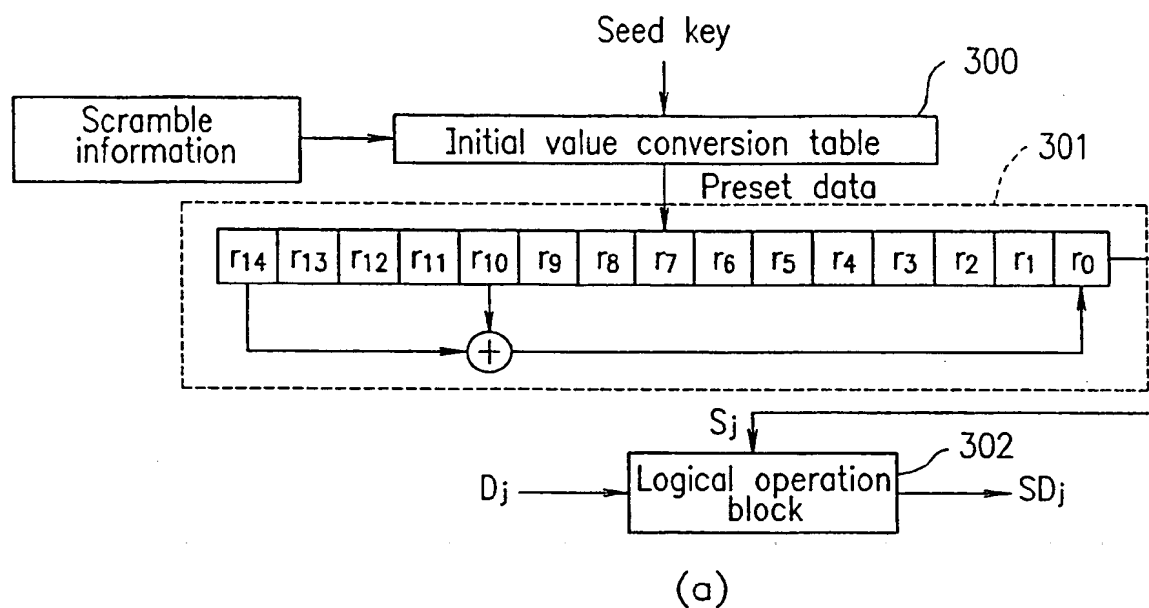 Seed key
300
Scramble
information
Initial value conversion table
301
Preset data
r14 r13 r12 r11 r10 r9 r8 r7 r6 r5 r4 r3 r2 r1 r0
+
Sj
302
Dj
Logical operation
block
SDj
(a)